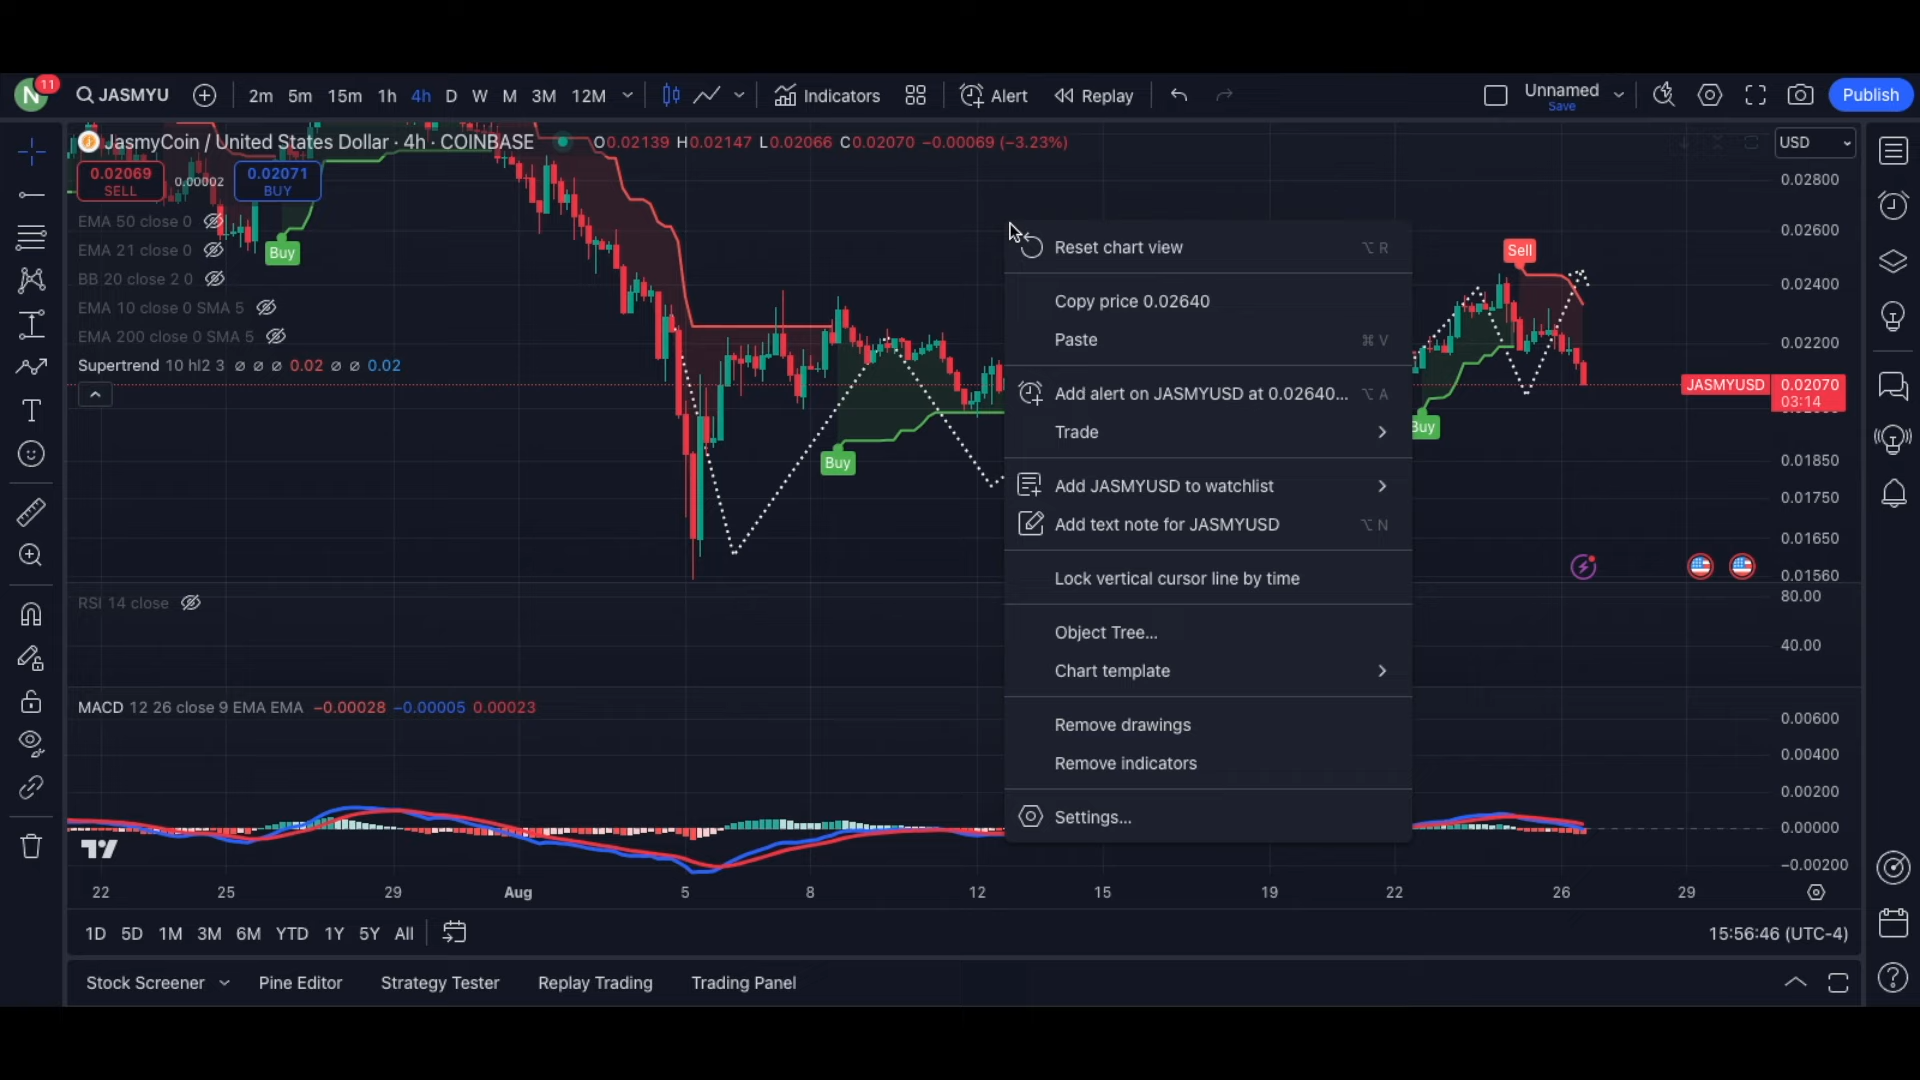 N 11 JASMYU 2m 5m 15m 1h 4h D W M 3M 12M Indicators Alert Replay Unnamed Save Publish
JasmyCoin / United States Dollar · 4h · COINBASE O0.02139 H0.02147 L0.02066 C0.02070 −0.00069 (−3.23%) USD
0.02069 SELL 0.00002 0.02071 BUY
EMA 50 close 0
EMA 21 close 0
BB 20 close 2 0
EMA 10 close 0 SMA 5
EMA 200 close 0 SMA 5
Supertrend 10 hl2 3 ∅ ∅ ∅ 0.02 ∅ ∅ 0.02
Buy
Buy
Reset chart view ⌥ R
Copy price 0.02640
Paste ⌘ V
Add alert on JASMYUSD at 0.02640... ⌥ A
Trade
Add JASMYUSD to watchlist
Add text note for JASMYUSD ⌥ N
Lock vertical cursor line by time
Object Tree...
Chart template
Remove drawings
Remove indicators
Settings...
Sell
Buy
0.02800
0.02600
0.02400
0.02200
JASMYUSD 0.02070
03:14
0.01850
0.01750
0.01650
0.01560
RSI 14 close
80.00
40.00
MACD 12 26 close 9 EMA EMA −0.00028 −0.00005 0.00023
0.00600
0.00400
0.00200
0.00000
−0.00200
22 25 29 Aug 5 8 12 15 19 22 26 29
1D 5D 1M 3M 6M YTD 1Y 5Y All 15:56:46 (UTC-4)
Stock Screener Pine Editor Strategy Tester Replay Trading Trading Panel